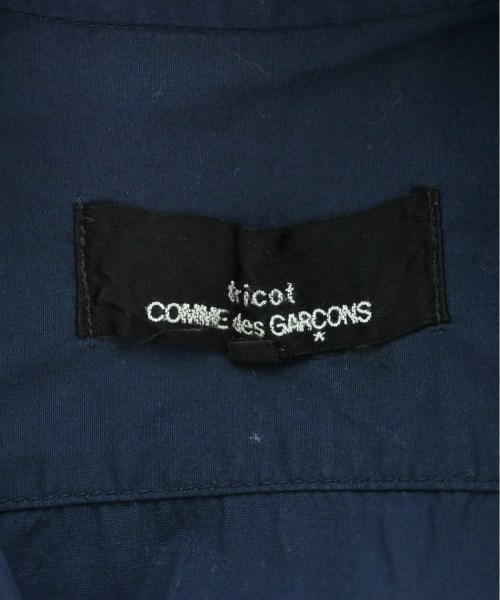 tricot
COMME des GARCONS
*